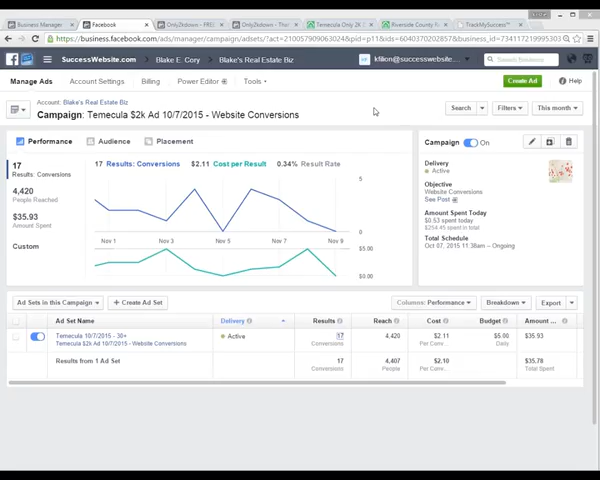 Business Manager
Facebook
Only2kdown - FREE
Only2kdown - Than
Temecula Only 2K D
Riverside County F
TrackMySuccess™
https://business.facebook.com/ads/manager/campaign/adsets/?act=210057909063024&pid=p11&ids=6040370202857&business_id=734117279193561
SuccessWebsite.com
Blake E. Cory > Blake's Real Estate Biz
kfilion@successwebsite....
Manage Ads
Account Settings
Billing
Power Editor
Tools
Create Ad
Help
Account: Blake's Real Estate Biz
Campaign: Temecula $2k Ad 10/7/2015 - Website Conversions
Search
Filters
This month
Performance
Audience
Placement
17
Results: Conversions
4,420
People Reached
$35.93
Amount Spent
Custom
17 Results: Conversions
$2.11 Cost per Result
0.34% Result Rate
5
0
$5.00
$0.00
Nov 1
Nov 3
Nov 5
Nov 7
Nov 9
Campaign
On
Delivery
Active
Objective
Website Conversions
See Post
Amount Spent Today
$0.53 spent today
$254.45 spent in total
Total Schedule
Oct 07, 2015 11:38am – Ongoing
Ad Sets in this Campaign
+ Create Ad Set
Columns: Performance
Breakdown
Export
Ad Set Name
Delivery
Results
Reach
Cost
Budget
Amount ...
Temecula 10/7/2015 - 30+
Temecula $2k Ad 10/7/2015 - Website Conversions
Active
17
Conversions
4,420
$2.11
Per Conv...
$5.00
Daily
$35.93
Results from 1 Ad Set
17
Conversions
4,407
People
$2.10
Per Conv...
$35.78
Total Spent